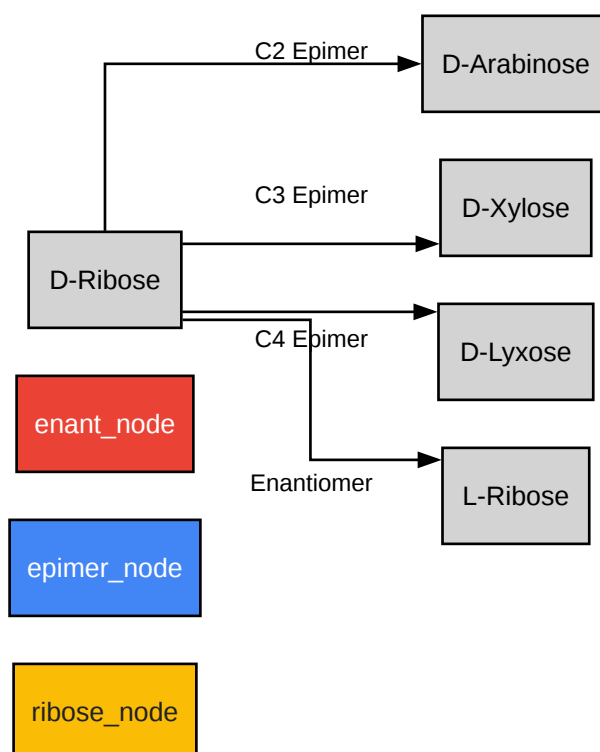 C2 Epimer
D-Arabinose
C3 Epimer
D-Xylose
D-Ribose
C4 Epimer
D-Lyxose
enant_node
Enantiomer
L-Ribose
epimer_node
ribose_node